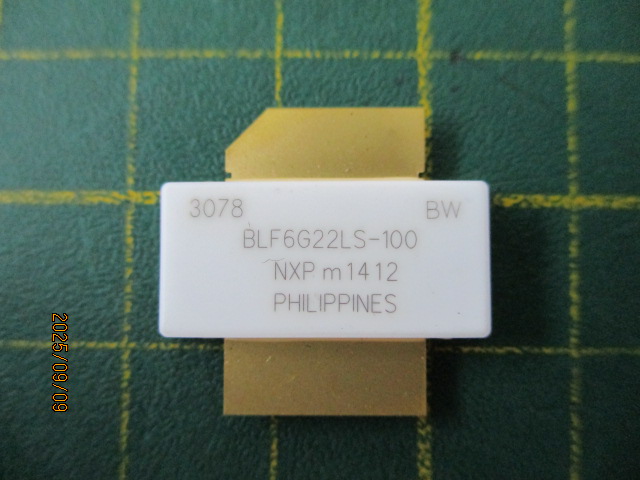 3078 BW
BLF6G22LS-100
NXP m1412
PHILIPPINES
2025/09/09